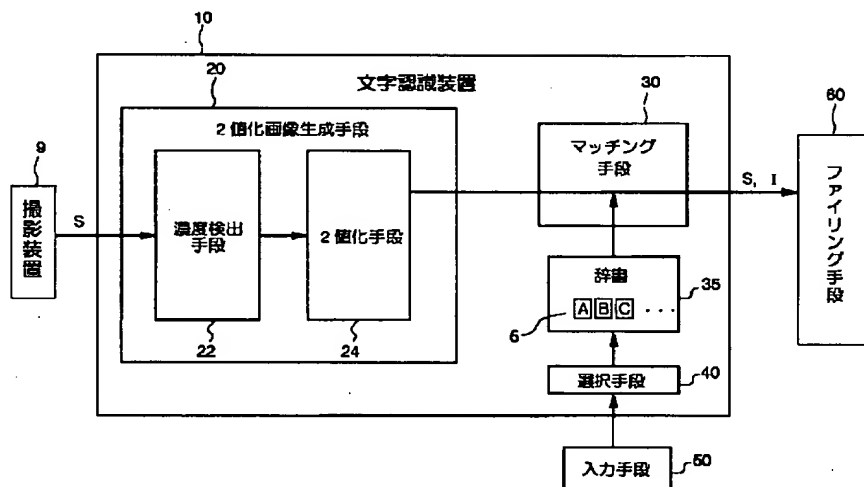 10
文字認識装置
20
2値化画像生成手段
30
マッチング
手段
60
ファイリング手段
9
撮影装置
S
濃度検出
手段
2値化手段
S, I
22
24
辞書
6
A B C ...
35
選択手段
40
入力手段
50